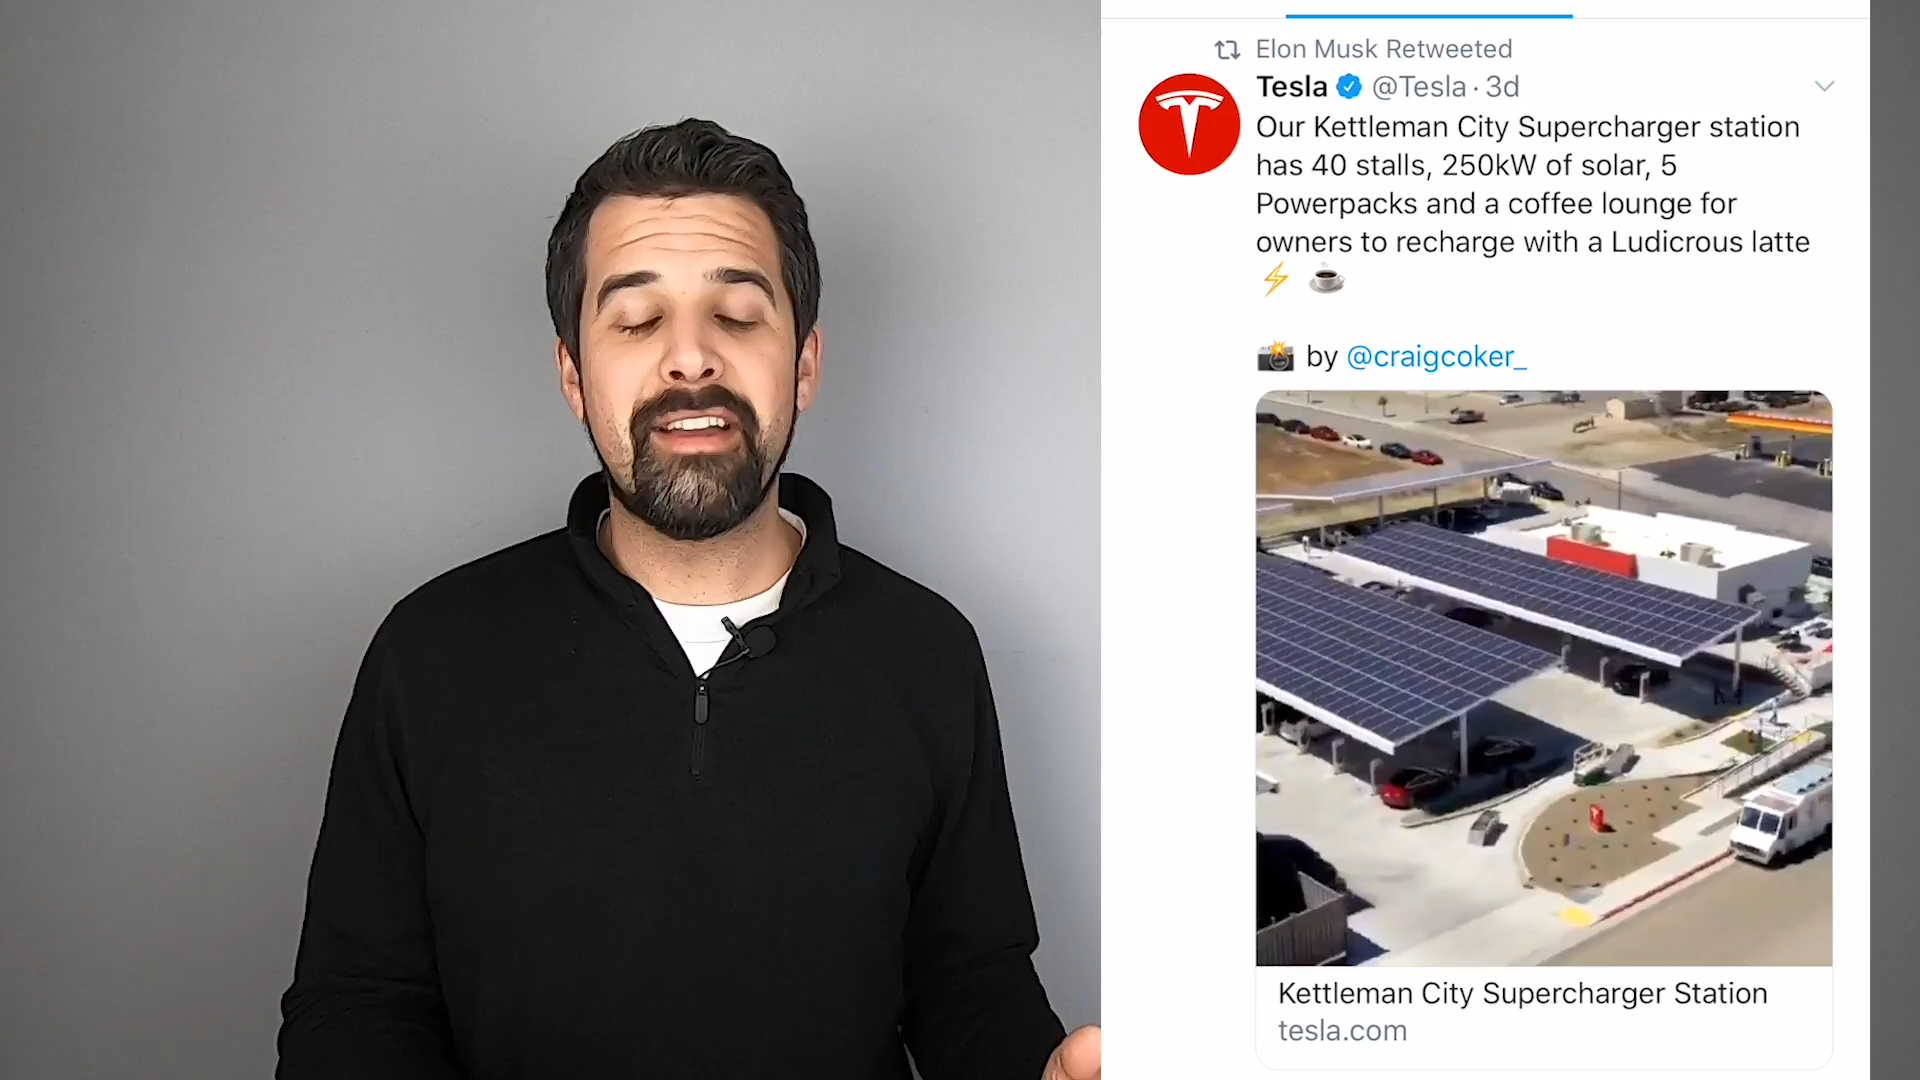 Elon Musk Retweeted
Tesla @Tesla · 3d
Our Kettleman City Supercharger station
has 40 stalls, 250kW of solar, 5
Powerpacks and a coffee lounge for
owners to recharge with a Ludicrous latte
⚡ ☕
📸 by @craigcoker_
Kettleman City Supercharger Station
tesla.com